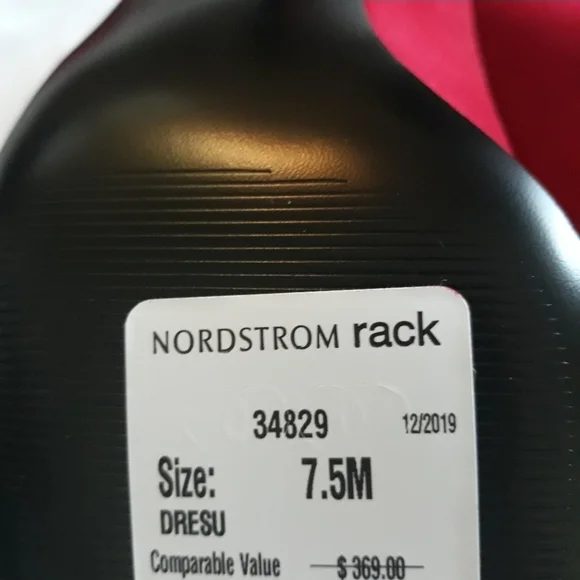 NORDSTROM rack
34829 12/2019
Size: 7.5M
DRESU
Comparable Value $369.00